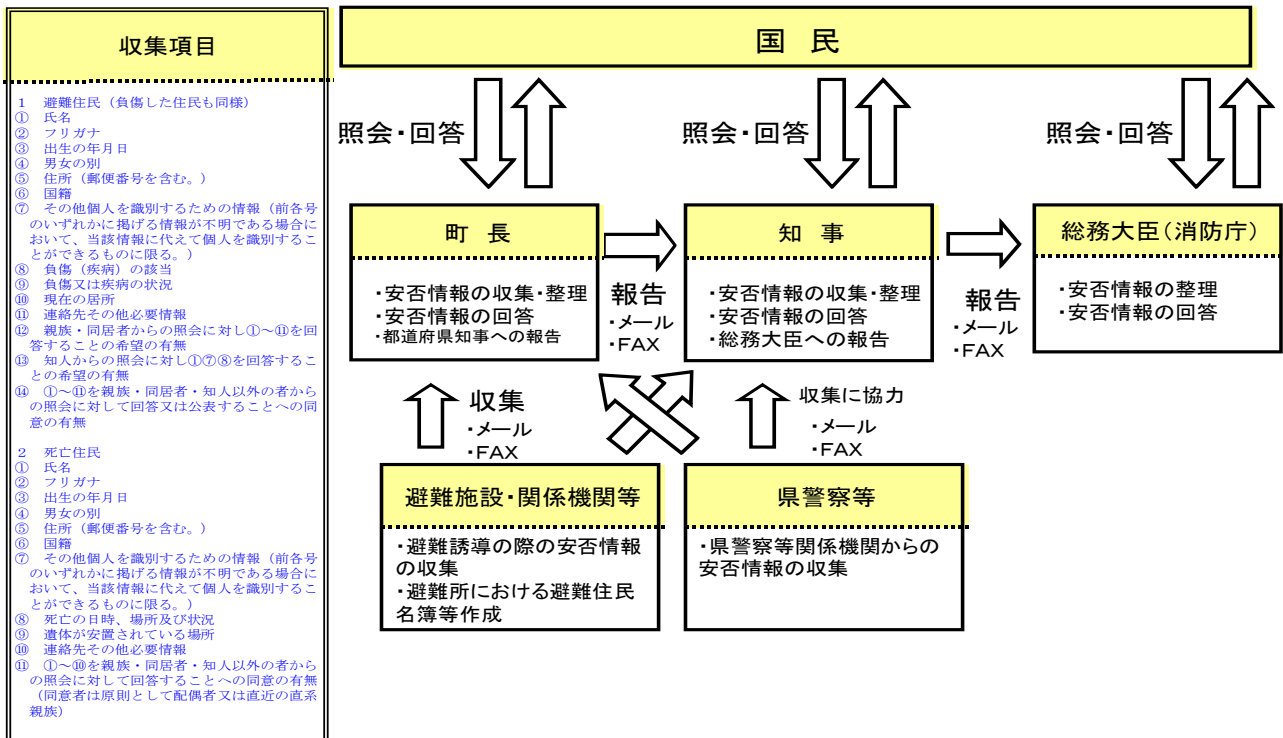 収集項目
1 避難住民（負傷した住民も同様）
① 氏名
② フリガナ
③ 出生の年月日
④ 男女の別
⑤ 住所（郵便番号を含む。）
⑥ 国籍
⑦ その他個人を識別するための情報（前各号
のいずれかに掲げる情報が不明である場合に
おいて、当該情報に代えて個人を識別するこ
とができるものに限る。）
⑧ 負傷（疾病）の該当
⑨ 負傷又は疾病の状況
⑩ 現在の居所
⑪ 連絡先その他必要情報
⑫ 親族・同居者からの照会に対し①～⑪を回
答することの希望の有無
⑬ 知人からの照会に対し①⑦⑧を回答するこ
との希望の有無
⑭ ①～⑪を親族・同居者・知人以外の者から
の照会に対して回答又は公表することへの同
意の有無
2 死亡住民
① 氏名
② フリガナ
③ 出生の年月日
④ 男女の別
⑤ 住所（郵便番号を含む。）
⑥ 国籍
⑦ その他個人を識別するための情報（前各号
のいずれかに掲げる情報が不明である場合に
おいて、当該情報に代えて個人を識別するこ
とができるものに限る。）
⑧ 死亡の日時、場所及び状況
⑨ 遺体が安置されている場所
⑩ 連絡先その他必要情報
⑪ ①～⑩を親族・同居者・知人以外の者から
の照会に対して回答することへの同意の有無
（同意者は原則として配偶者又は直近の直系
親族）
国 民
照会・回答
照会・回答
照会・回答
町 長
・安否情報の収集・整理
・安否情報の回答
・都道府県知事への報告
報告
・メール
・FAX
知 事
・安否情報の収集・整理
・安否情報の回答
・総務大臣への報告
報告
・メール
・FAX
総務大臣（消防庁）
・安否情報の整理
・安否情報の回答
収集
・メール
・FAX
収集に協力
・メール
・FAX
避難施設・関係機関等
・避難誘導の際の安否情報
の収集
・避難所における避難住民
名簿等作成
県警察等
・県警察等関係機関からの
安否情報の収集